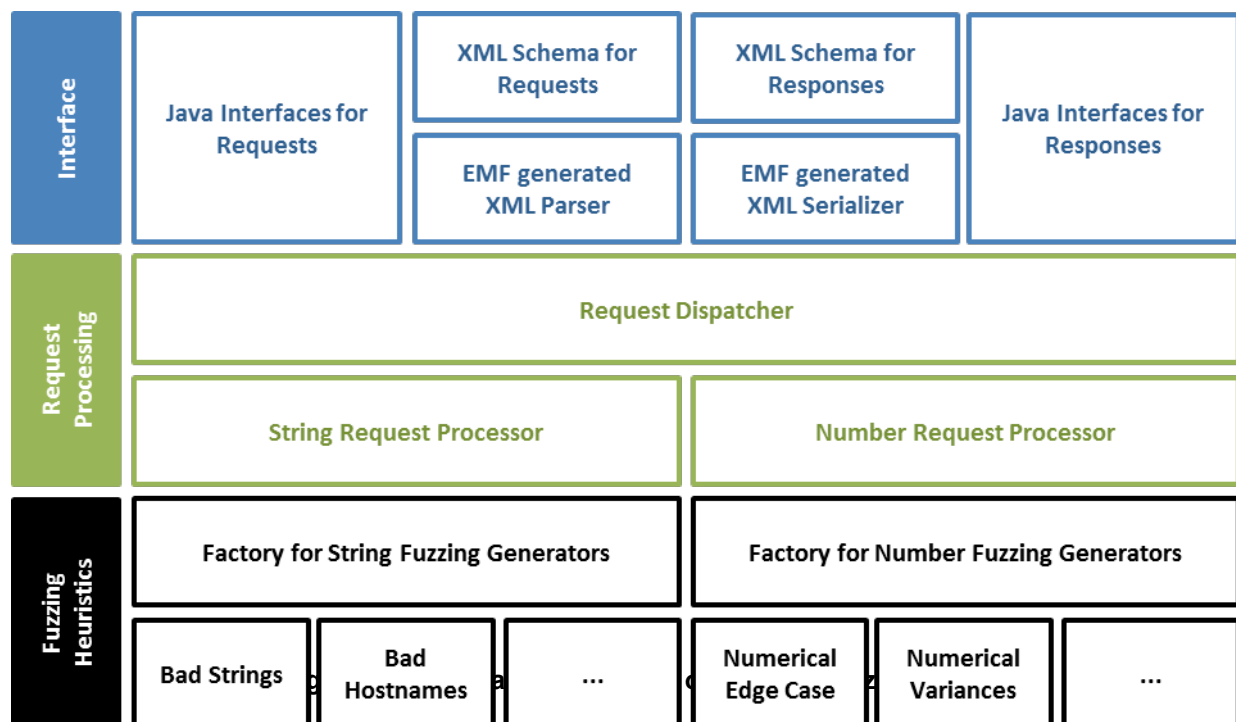 Interface
Java Interfaces for
Requests
XML Schema for
Requests
XML Schema for
Responses
Java Interfaces for
Responses
EMF generated
XML Parser
EMF generated
XML Serializer
Request
Processing
Request Dispatcher
String Request Processor
Number Request Processor
Fuzzing
Heuristics
Factory for String Fuzzing Generators
Factory for Number Fuzzing Generators
Bad Strings
Bad
Hostnames
...
Numerical
Edge Case
Numerical
Variances
...